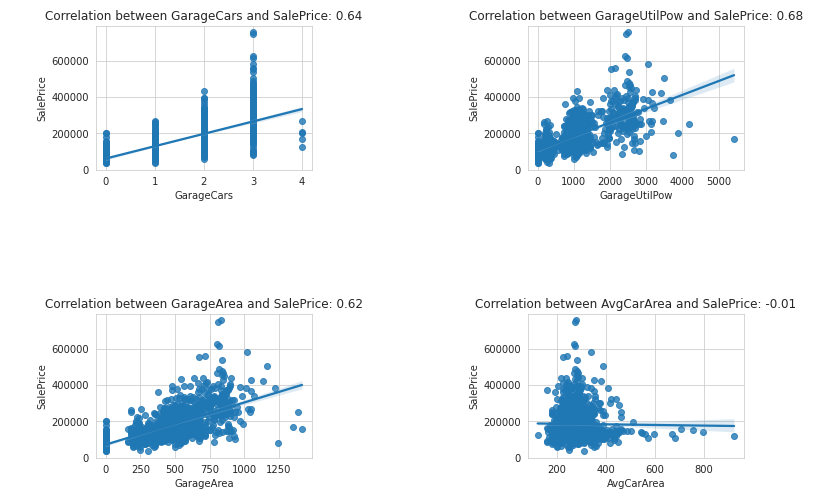 Correlation between GarageCars and SalePrice: 0.64
SalePrice
600000
400000
200000
0
0 1 2 3 4
GarageCars
Correlation between GarageUtilPow and SalePrice: 0.68
SalePrice
600000
400000
200000
0
0 1000 2000 3000 4000 5000
GarageUtilPow
Correlation between GarageArea and SalePrice: 0.62
SalePrice
600000
400000
200000
0
0 250 500 750 1000 1250
GarageArea
Correlation between AvgCarArea and SalePrice: -0.01
SalePrice
600000
400000
200000
0
200 400 600 800
AvgCarArea